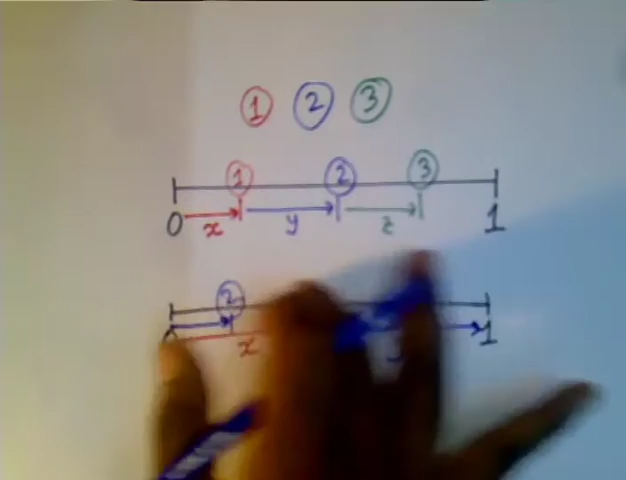 1 2 3
1 2 3
0 x y z 1
2
x 1